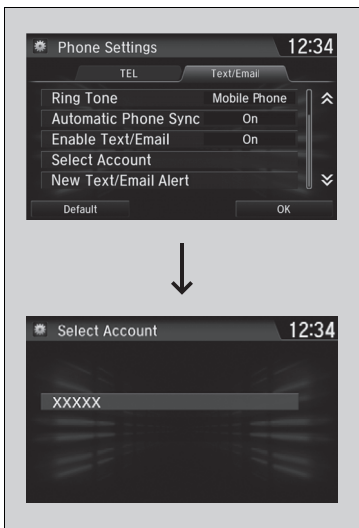 Phone Settings 12:34
TEL Text/Email
Ring Tone Mobile Phone
Automatic Phone Sync On
Enable Text/Email On
Select Account
New Text/Email Alert
Default OK
Select Account 12:34
XXXXX